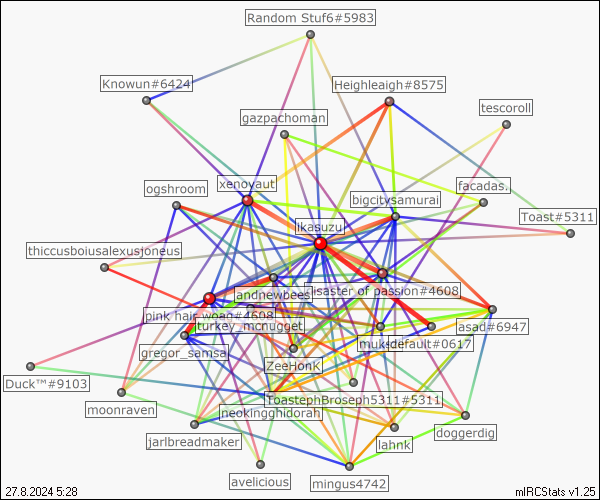 Random Stuf6#5983
Knowun#6424
Heighleaigh#8575
tescoroll
gazpachoman
xenoyaut
ogshroom
bigcitysamurai
facadas.
Toast#5311
ikasuzu
thiccusboiusalexusjoneus
andnewbees
disaster of passion#4608
pink hair woag#4608
turkey_mcnugget
asad#6947
gregor_samsa
muksdefault#0617
ZeeHonk
Duck™#9103
moonraven
ToastephBroseph5311#5311
neokingghidorah
doggerdig
jarlbreadmaker
lahnk
avelicious
mingus4742
27.8.2024 5:28
mIRCStats v1.25